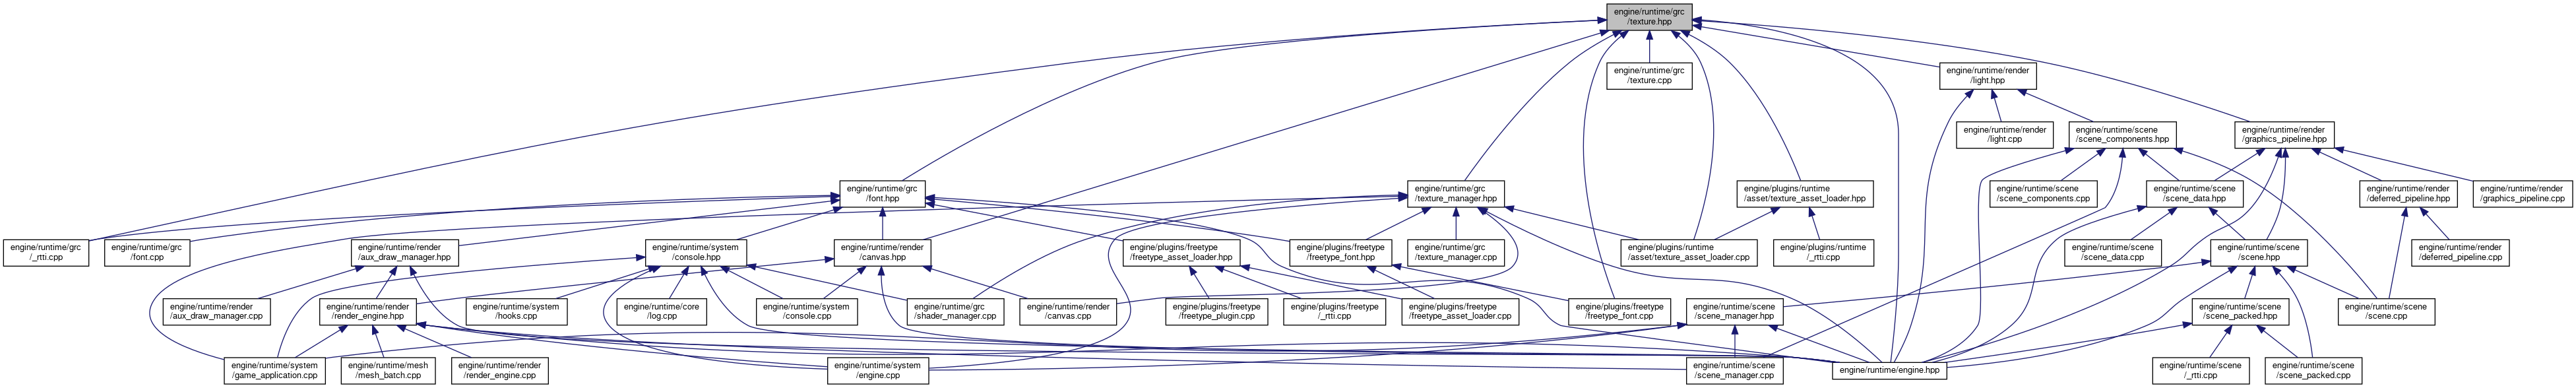 engine/runtime/grc
/texture.hpp
engine/runtime/grc
/texture.cpp
engine/runtime/render
/light.hpp
engine/runtime/render
/light.cpp
engine/runtime/scene
/scene_components.hpp
engine/runtime/render
/graphics_pipeline.hpp
engine/runtime/grc
/font.hpp
engine/runtime/grc
/texture_manager.hpp
engine/plugins/runtime
asset/texture_asset_loader.hpp
engine/runtime/scene
/scene_components.cpp
engine/runtime/scene
/scene_data.hpp
engine/runtime/render
/deferred_pipeline.hpp
engine/runtime/render
/graphics_pipeline.cpp
engine/runtime/grc
/_rtti.cpp
engine/runtime/grc
/font.cpp
engine/runtime/render
/aux_draw_manager.hpp
engine/runtime/system
/console.hpp
engine/runtime/render
/canvas.hpp
engine/plugins/freetype
/freetype_asset_loader.hpp
engine/plugins/freetype
/freetype_font.hpp
engine/runtime/grc
/texture_manager.cpp
engine/plugins/runtime
/asset/texture_asset_loader.cpp
engine/plugins/runtime
/_rtti.cpp
engine/runtime/scene
/scene_data.cpp
engine/runtime/scene
/scene.hpp
engine/runtime/render
/deferred_pipeline.cpp
engine/runtime/render
/aux_draw_manager.cpp
engine/runtime/render
/render_engine.hpp
engine/runtime/system
/hooks.cpp
engine/runtime/core
/log.cpp
engine/runtime/system
/console.cpp
engine/runtime/grc
/shader_manager.cpp
engine/runtime/render
/canvas.cpp
engine/plugins/freetype
/freetype_plugin.cpp
engine/plugins/freetype
/_rtti.cpp
engine/plugins/freetype
/freetype_asset_loader.cpp
engine/plugins/freetype
/freetype_font.cpp
engine/runtime/scene
/scene_manager.hpp
engine/runtime/scene
/scene_packed.hpp
engine/runtime/scene
/scene.cpp
engine/runtime/system
/game_application.cpp
engine/runtime/mesh
/mesh_batch.cpp
engine/runtime/render
/render_engine.cpp
engine/runtime/system
/engine.cpp
engine/runtime/scene
/scene_manager.cpp
engine/runtime/engine.hpp
engine/runtime/scene
/_rtti.cpp
engine/runtime/scene
/scene_packed.cpp